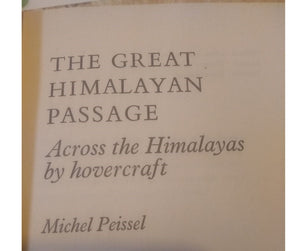 THE GREAT
HIMALAYAN
PASSAGE
Across the Himalayas
by hovercraft
Michel Peissel